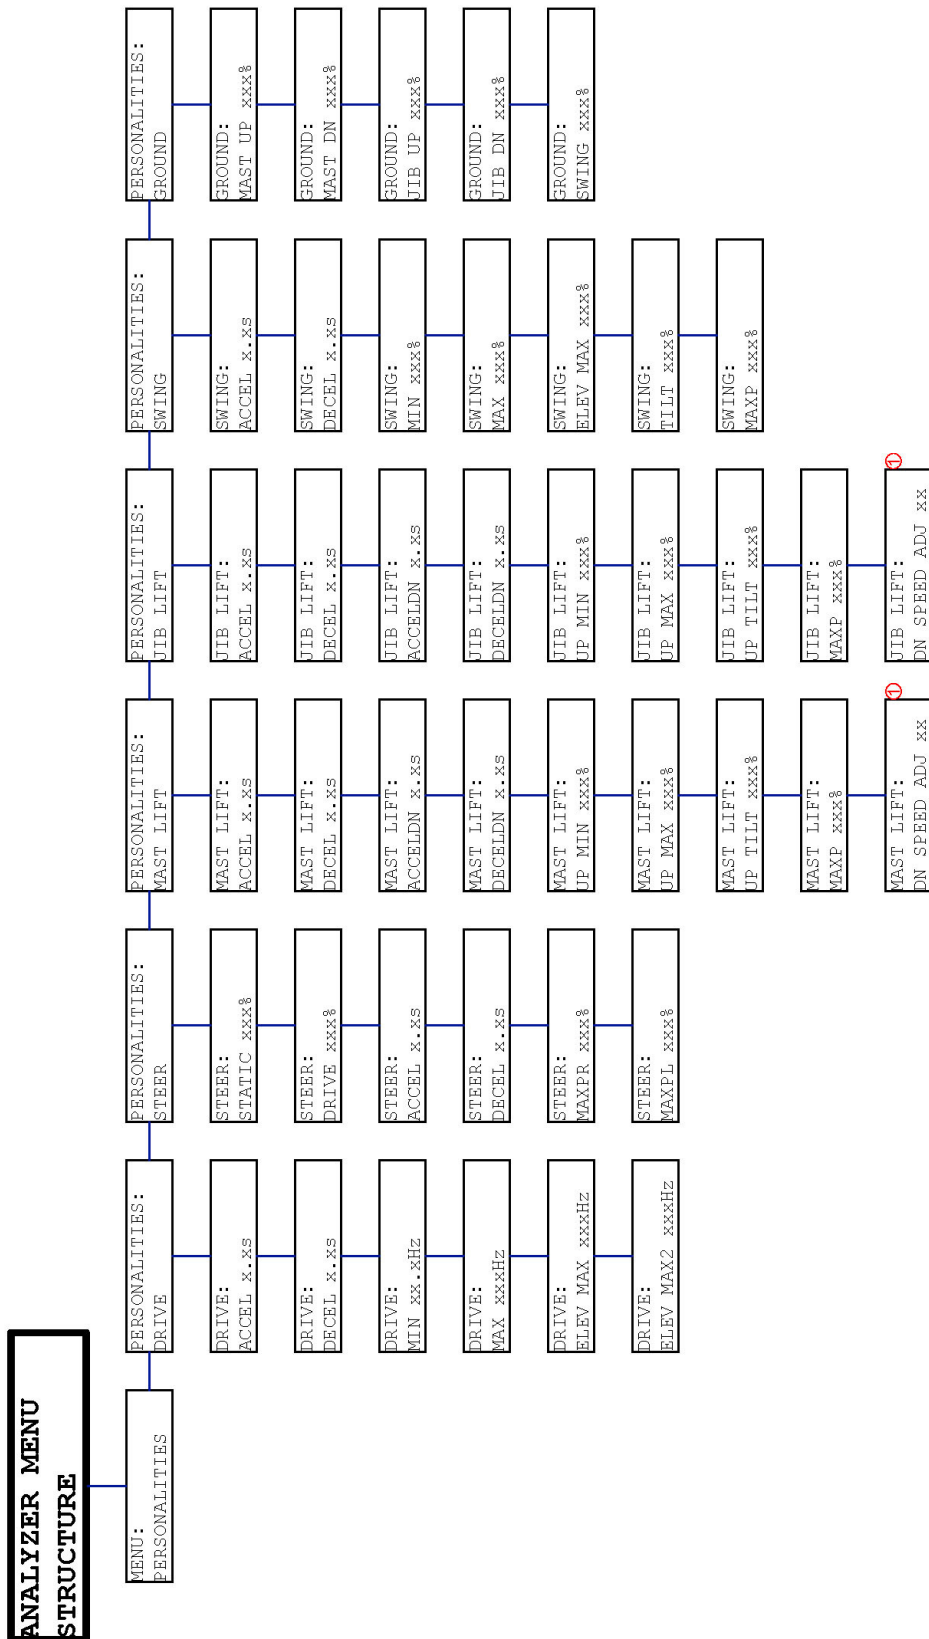 ANALYZER MENU
STRUCTURE
MENU:
PERSONALITIES
PERSONALITIES:
DRIVE
DRIVE:
ACCEL x.xs
DRIVE:
DECEL x.xs
DRIVE:
MIN xx.xHz
DRIVE:
MAX xxxHz
DRIVE:
ELEV MAX xxxHz
DRIVE:
ELEV MAX2 xxxHz
PERSONALITIES:
STEER
STEER:
STATIC xxx%
STEER:
DRIVE xxx%
STEER:
ACCEL x.xs
STEER:
DECEL x.xs
STEER:
MAXPR xxx%
STEER:
MAXPL xxx%
PERSONALITIES:
MAST LIFT
MAST LIFT:
ACCEL x.xs
MAST LIFT:
DECEL x.xs
MAST LIFT:
ACCELDN x.xs
MAST LIFT:
DECELDN x.xs
MAST LIFT:
UP MIN xxx%
MAST LIFT:
UP MAX xxx%
MAST LIFT:
UP TILT xxx%
MAST LIFT:
MAXP xxx%
1
MAST LIFT:
DN SPEED ADJ xx
PERSONALITIES:
JIB LIFT
JIB LIFT:
ACCEL x.xs
JIB LIFT:
DECEL x.xs
JIB LIFT:
ACCELDN x.xs
JIB LIFT:
DECELDN x.xs
JIB LIFT:
UP MIN xxx%
JIB LIFT:
UP MAX xxx%
JIB LIFT:
UP TILT xxx%
JIB LIFT:
MAXP xxx%
1
JIB LIFT:
DN SPEED ADJ xx
PERSONALITIES:
SWING
SWING:
ACCEL x.xs
SWING:
DECEL x.xs
SWING:
MIN xxx%
SWING:
MAX xxx%
SWING:
ELEV MAX xxx%
SWING:
TILT xxx%
SWING:
MAXP xxx%
PERSONALITIES:
GROUND
GROUND:
MAST UP xxx%
GROUND:
MAST DN xxx%
GROUND:
JIB UP xxx%
GROUND:
JIB DN xxx%
GROUND:
SWING xxx%